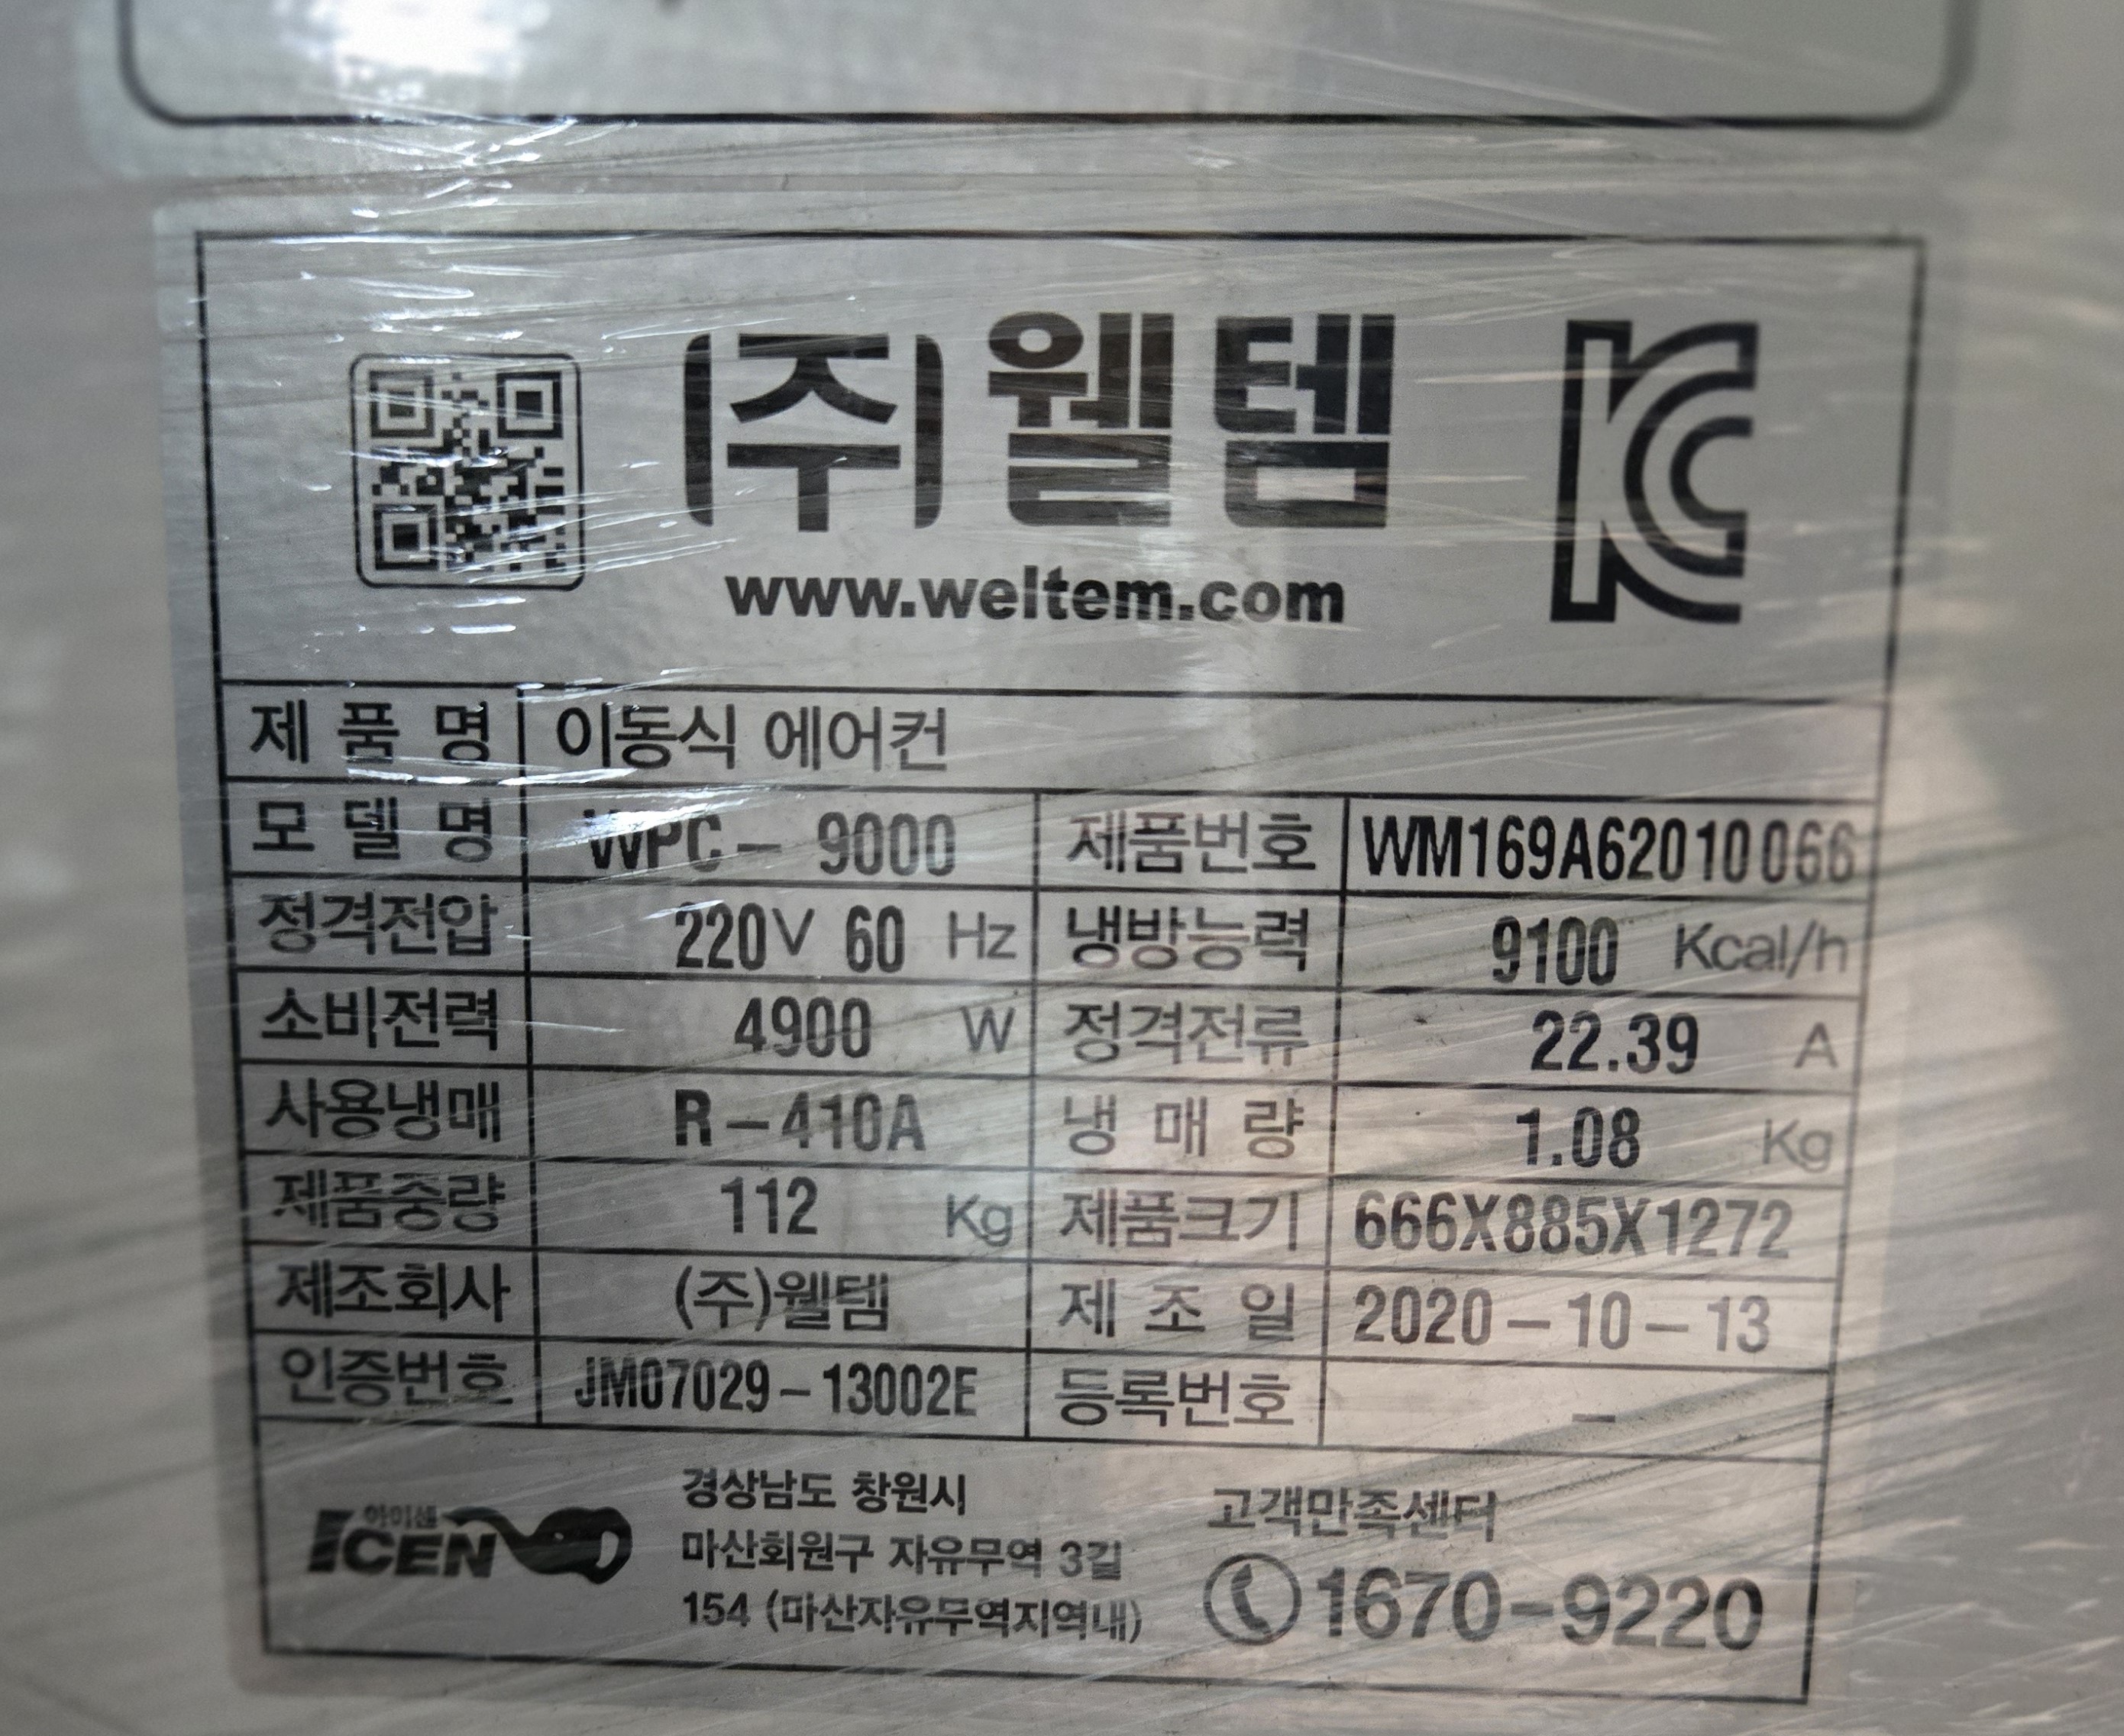 (주)웰템
www.weltem.com
제 품 명 이동식 에어컨
모 델 명 WPC - 9000 제품번호 WM169A62010066
정격전압 220V 60 Hz 냉방능력 9100 Kcal/h
소비전력 4900 W 정격전류 22.39 A
사용냉매 R-410A 냉 매 량 1.08 Kg
제품중량 112 Kg 제품크기 666X885X1272
제조회사 (주)웰템 제 조 일 2020-10-13
인증번호 JM07029-13002E 등록번호 -
아이센
ICEN
경상남도 창원시
마산회원구 자유무역 3길
154 (마산자유무역지역내)
고객만족센터
1670-9220